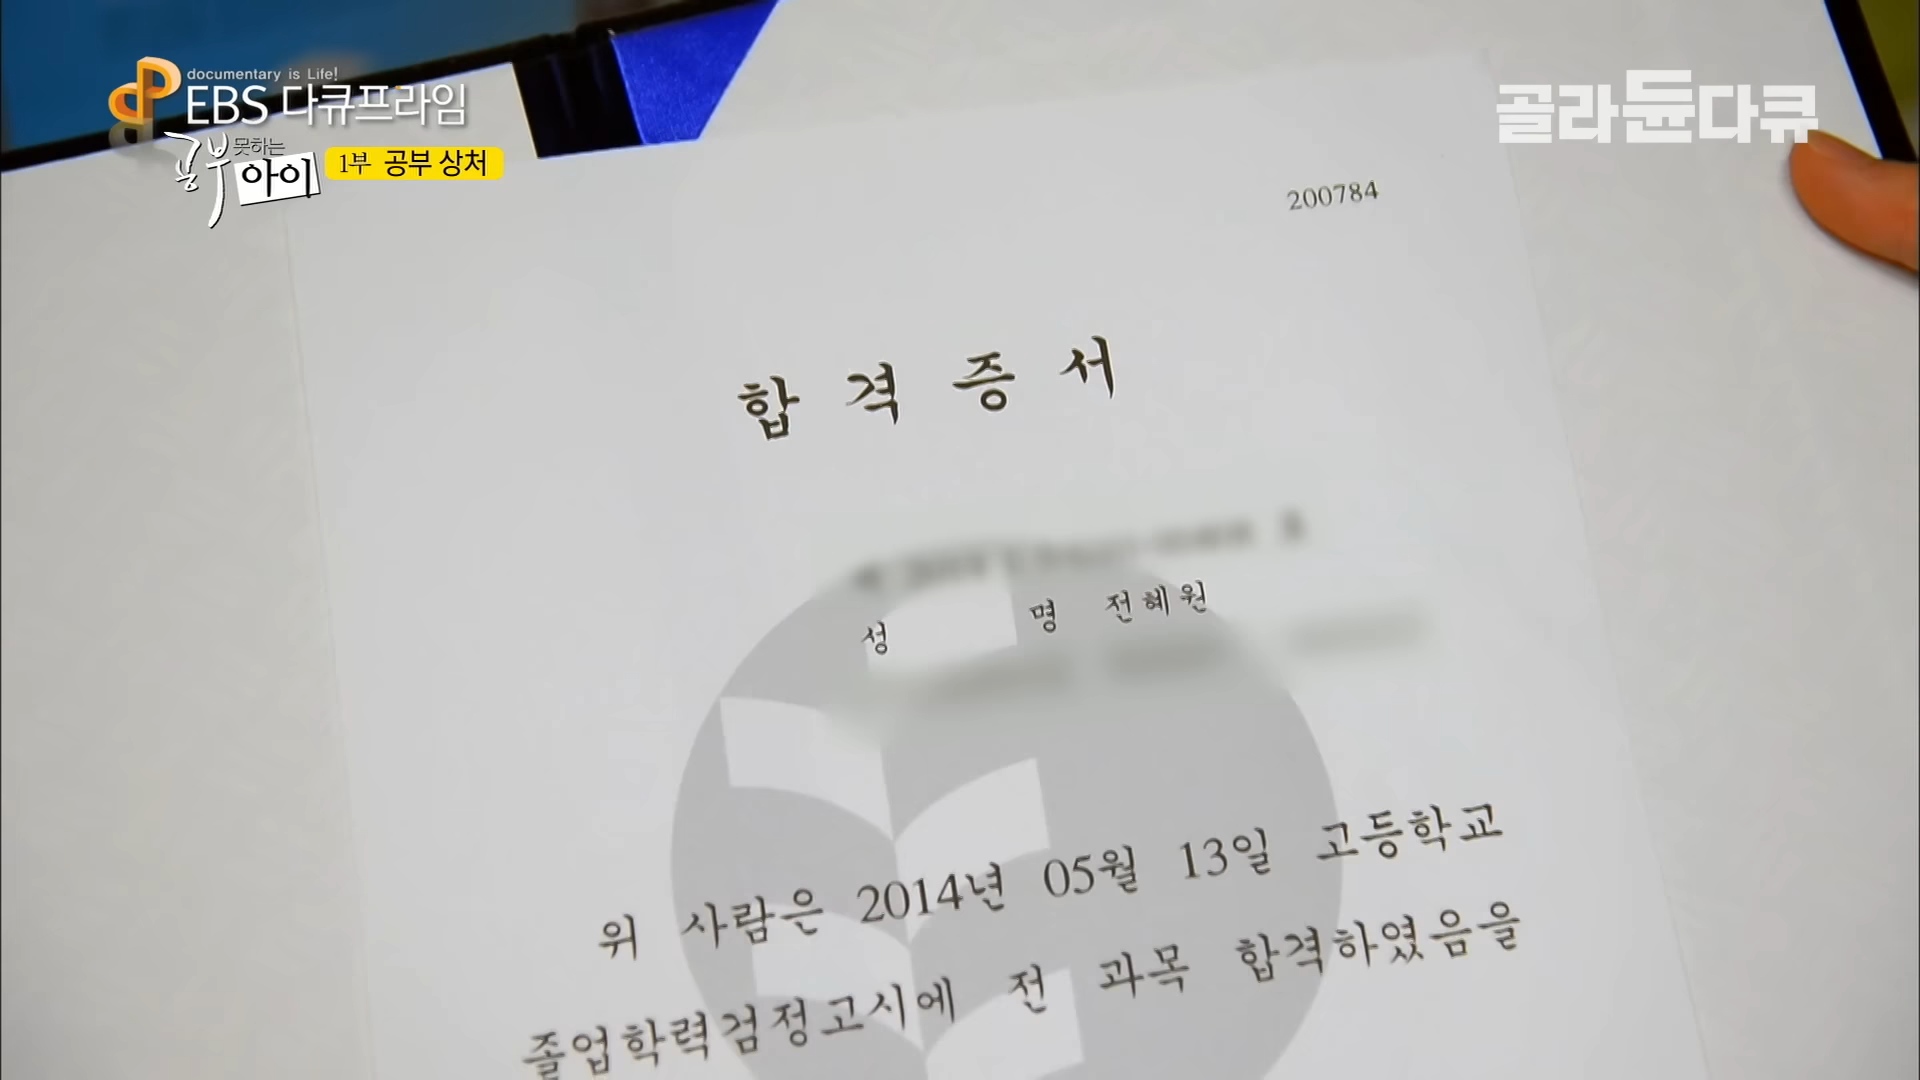 documentary is Life!
EBS 다큐프라임
골라듄다큐
공부 못하는 아이
1부 공부 상처
200784
합 격 증 서
성 명 전혜원
위 사람은 2014년 05월 13일 고등학교
졸업학력검정고시에 전 과목 합격하였음을